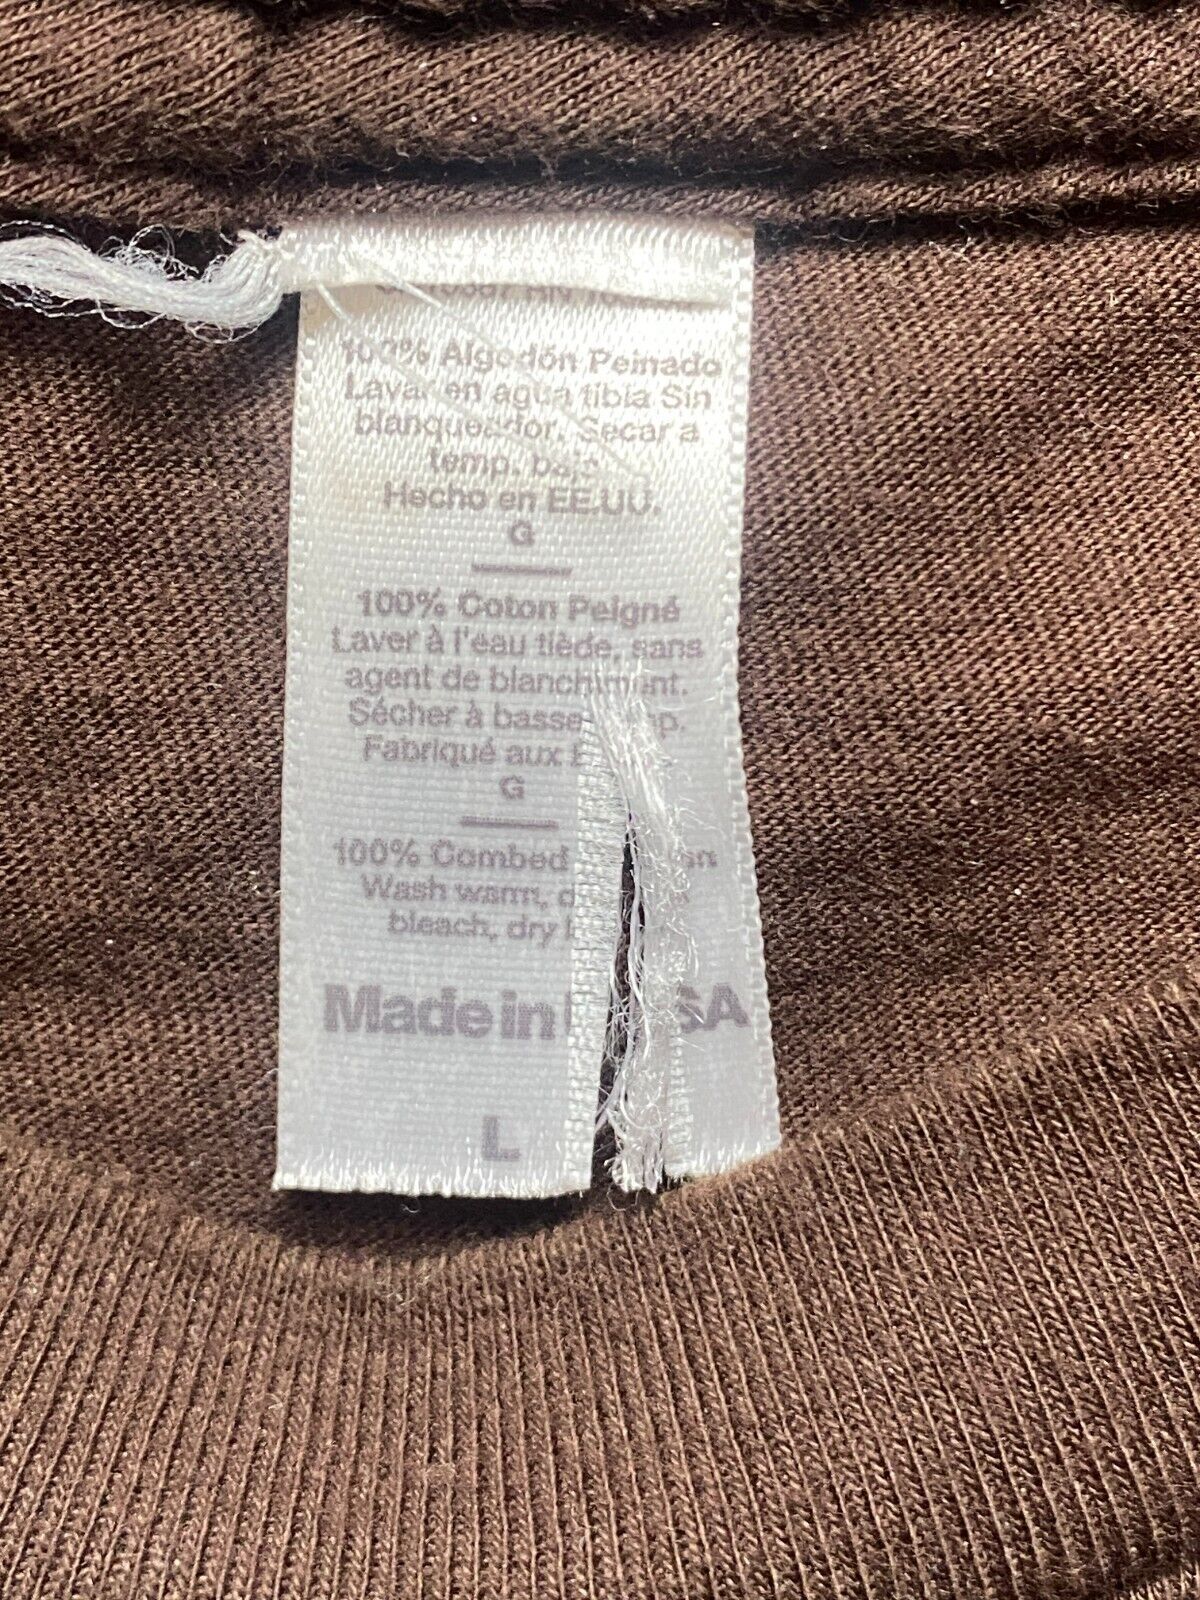 100% Algodón Peinado
Lavar en agua tibia Sin
blanqueador. Secar a
temp. baja
Hecho en EE.UU.
G
100% Coton Peigné
Laver à l'eau tiède, sans
agent de blanchiment.
Sécher à basse
Fabriqué aux
G
100% Combed
Wash warm,
bleach, dry
Made in USA
L